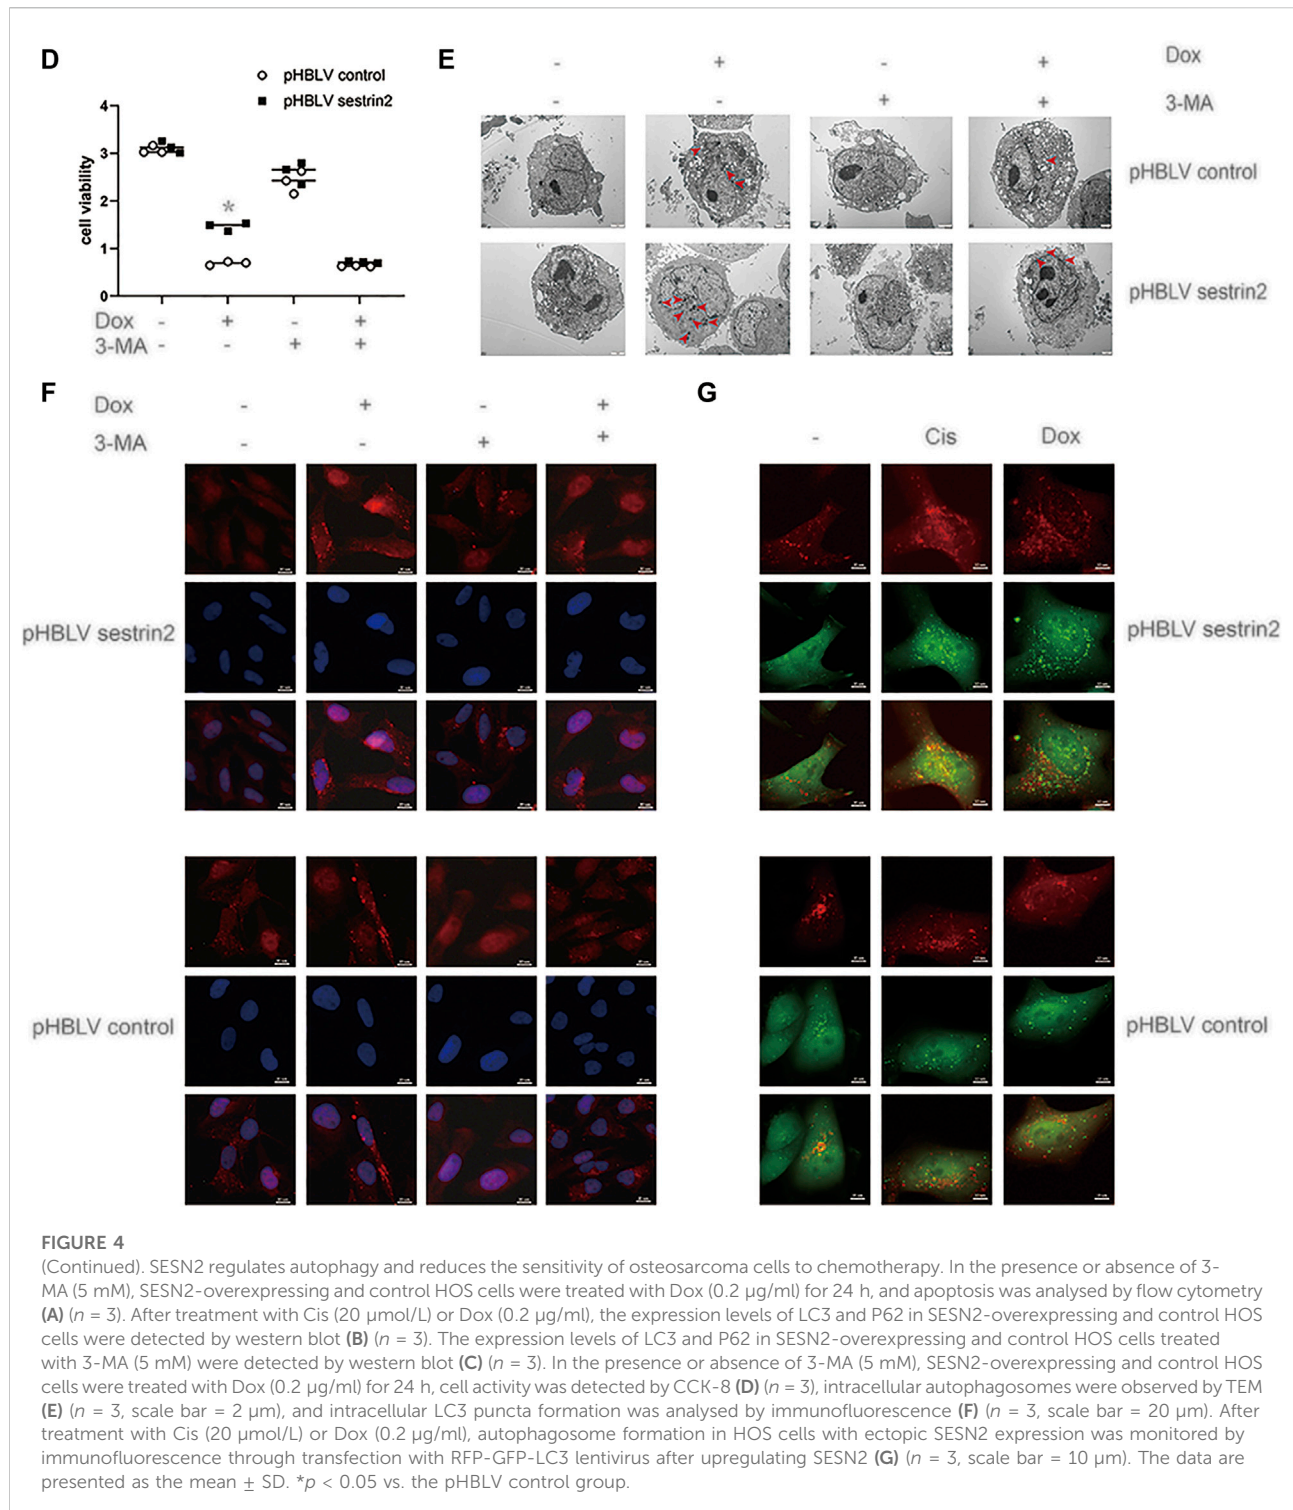 D
pHBLV control
pHBLV sestrin2
4
3
2
1
0
cell viability
*
Dox - + - +
3-MA - - + +
E
- + - + Dox
- - + + 3-MA
pHBLV control
pHBLV sestrin2
F
Dox - + - +
3-MA - - + +
pHBLV sestrin2
pHBLV control
G
- Cis Dox
pHBLV sestrin2
pHBLV control
FIGURE 4
(Continued). SESN2 regulates autophagy and reduces the sensitivity of osteosarcoma cells to chemotherapy. In the presence or absence of 3-
MA (5 mM), SESN2-overexpressing and control HOS cells were treated with Dox (0.2 µg/ml) for 24 h, and apoptosis was analysed by flow cytometry
(A) (n = 3). After treatment with Cis (20 µmol/L) or Dox (0.2 µg/ml), the expression levels of LC3 and P62 in SESN2-overexpressing and control HOS
cells were detected by western blot (B) (n = 3). The expression levels of LC3 and P62 in SESN2-overexpressing and control HOS cells treated
with 3-MA (5 mM) were detected by western blot (C) (n = 3). In the presence or absence of 3-MA (5 mM), SESN2-overexpressing and control HOS
cells were treated with Dox (0.2 µg/ml) for 24 h, cell activity was detected by CCK-8 (D) (n = 3), intracellular autophagosomes were observed by TEM
(E) (n = 3, scale bar = 2 µm), and intracellular LC3 puncta formation was analysed by immunofluorescence (F) (n = 3, scale bar = 20 µm). After
treatment with Cis (20 µmol/L) or Dox (0.2 µg/ml), autophagosome formation in HOS cells with ectopic SESN2 expression was monitored by
immunofluorescence through transfection with RFP-GFP-LC3 lentivirus after upregulating SESN2 (G) (n = 3, scale bar = 10 µm). The data are
presented as the mean ± SD. *p < 0.05 vs. the pHBLV control group.